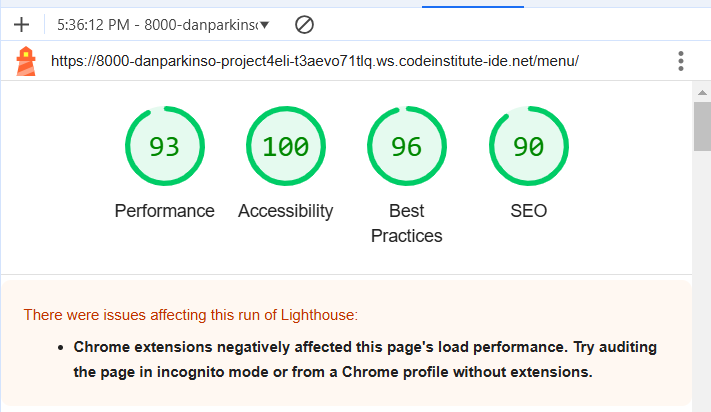 5:36:12 PM - 8000-danparkinso
https://8000-danparkinso-project4eli-t3aevo71tlq.ws.codeinstitute-ide.net/menu/
93 100 96 90
Performance Accessibility Best Practices SEO
There were issues affecting this run of Lighthouse:
• Chrome extensions negatively affected this page's load performance. Try auditing
the page in incognito mode or from a Chrome profile without extensions.